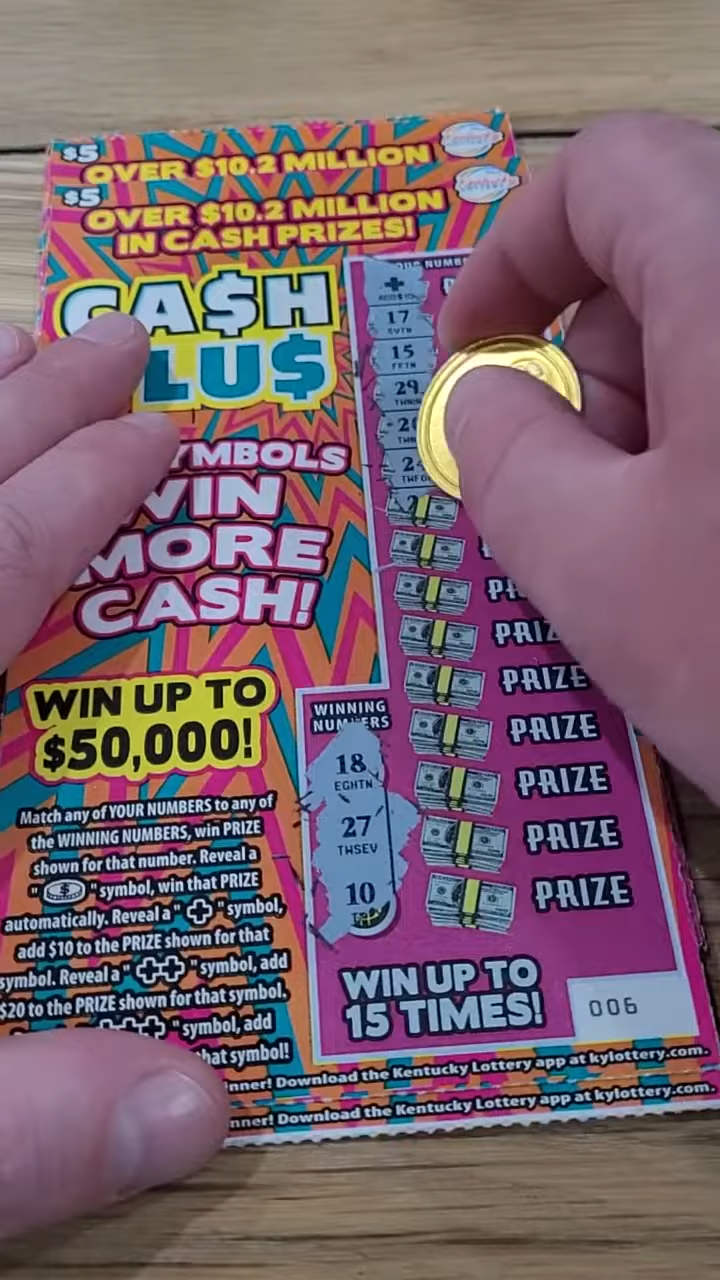 $5
OVER $10.2 MILLION
$5
OVER $10.2 MILLION
IN CASH PRIZES!
CA$H
LU$
YMBOLS
WIN
MORE
CASH!
WIN UP TO
$50,000!
Match any of YOUR NUMBERS to any of
the WINNING NUMBERS, win PRIZE
shown for that number. Reveal a
" $ " symbol, win that PRIZE
automatically. Reveal a " + " symbol,
add $10 to the PRIZE shown for that
symbol. Reveal a " ++ " symbol, add
$20 to the PRIZE shown for that symbol.
+++ " symbol, add
that symbol!
+
ADD$10
17
SVTN
15
FFTN
29
WINNING
NUMBERS
18
EGHTN
27
TWSEV
10
PRIZE
PRIZE
PRIZE
PRIZE
PRIZE
PRIZE
WIN UP TO
15 TIMES!
006
Download the Kentucky Lottery app at kylottery.com.
Download the Kentucky Lottery app at kylottery.com.